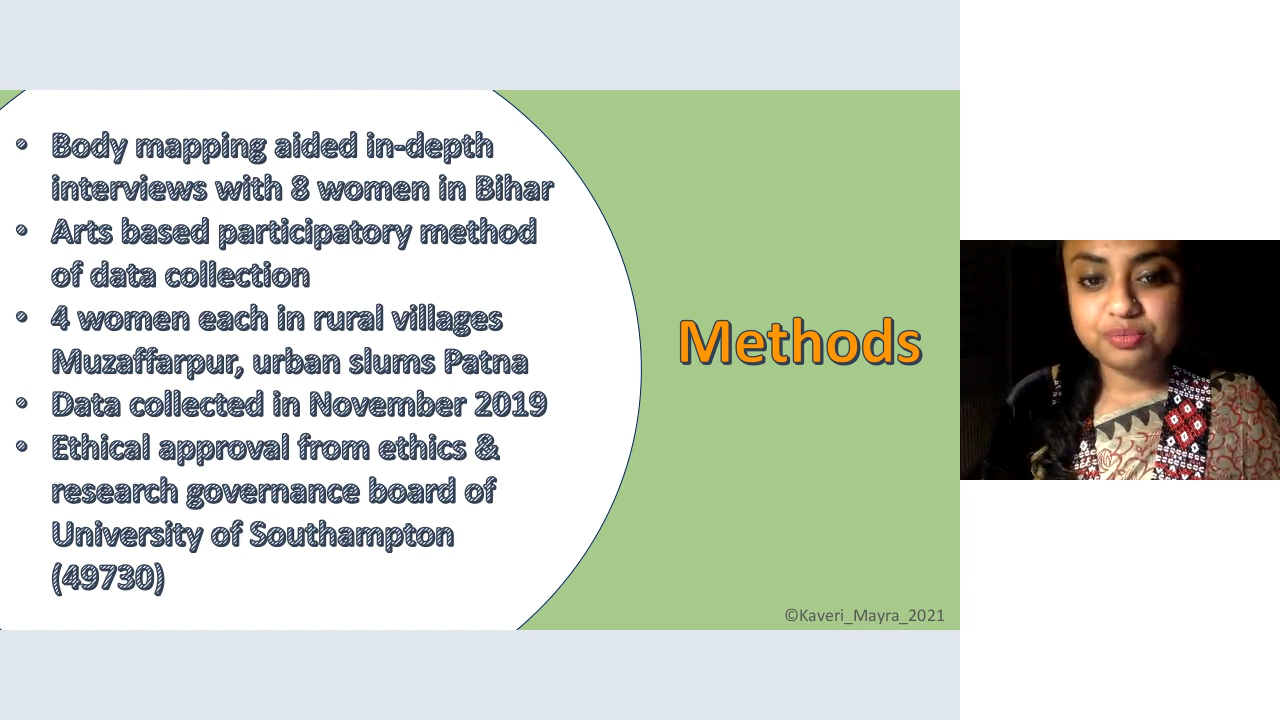 • Body mapping aided in-depth
interviews with 8 women in Bihar
• Arts based participatory method
of data collection
• 4 women each in rural villages
Muzaffarpur, urban slums Patna
• Data collected in November 2019
• Ethical approval from ethics &
research governance board of
University of Southampton
(49730)
Methods
©Kaveri_Mayra_2021